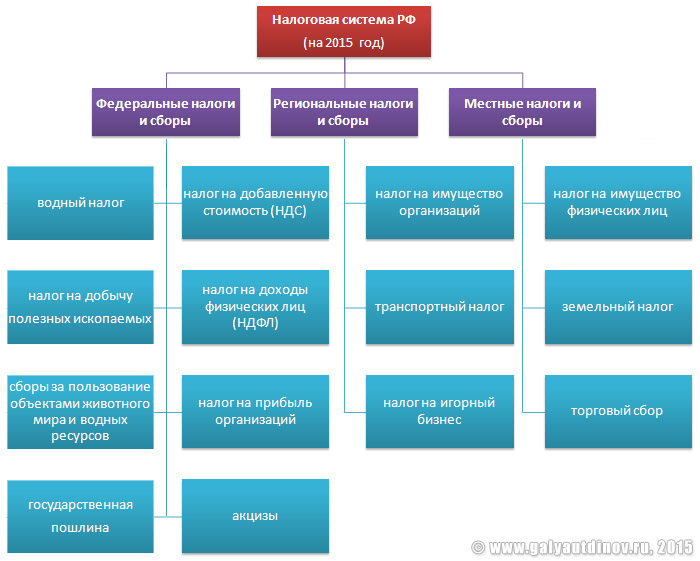 Налоговая система РФ
(на 2015 год)
Федеральные налоги
и сборы
Региональные налоги
и сборы
Местные налоги и
сборы
водный налог
налог на добавленную
стоимость (НДС)
налог на имущество
организаций
налог на имущество
физических лиц
налог на добычу
полезных ископаемых
налог на доходы
физических лиц
(НДФЛ)
транспортный налог
земельный налог
сборы за пользование
объектами животного
мира и водных
ресурсов
налог на прибыль
организаций
налог на игорный
бизнес
торговый сбор
государственная
пошлина
акцизы
© www.galyautdinov.ru, 2015